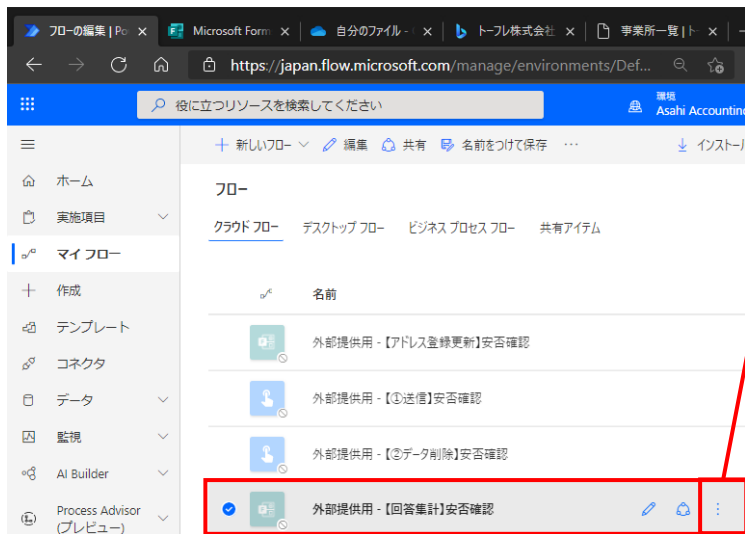 フローの編集 | Po
Microsoft Form
自分のファイル -
トーフレ株式会社
事業所一覧 | ト
https://japan.flow.microsoft.com/manage/environments/Def...
役に立つリソースを検索してください
環境
Asahi Accounting
新しいフロー 編集 共有 名前をつけて保存 … インストール
ホーム
実施項目
マイ フロー
作成
テンプレート
コネクタ
データ
監視
AI Builder
Process Advisor
(プレビュー)
フロー
クラウド フロー デスクトップ フロー ビジネス プロセス フロー 共有アイテム
名前
外部提供用 - 【アドレス登録更新】安否確認
外部提供用 - 【①送信】安否確認
外部提供用 - 【②データ削除】安否確認
外部提供用 - 【回答集計】安否確認